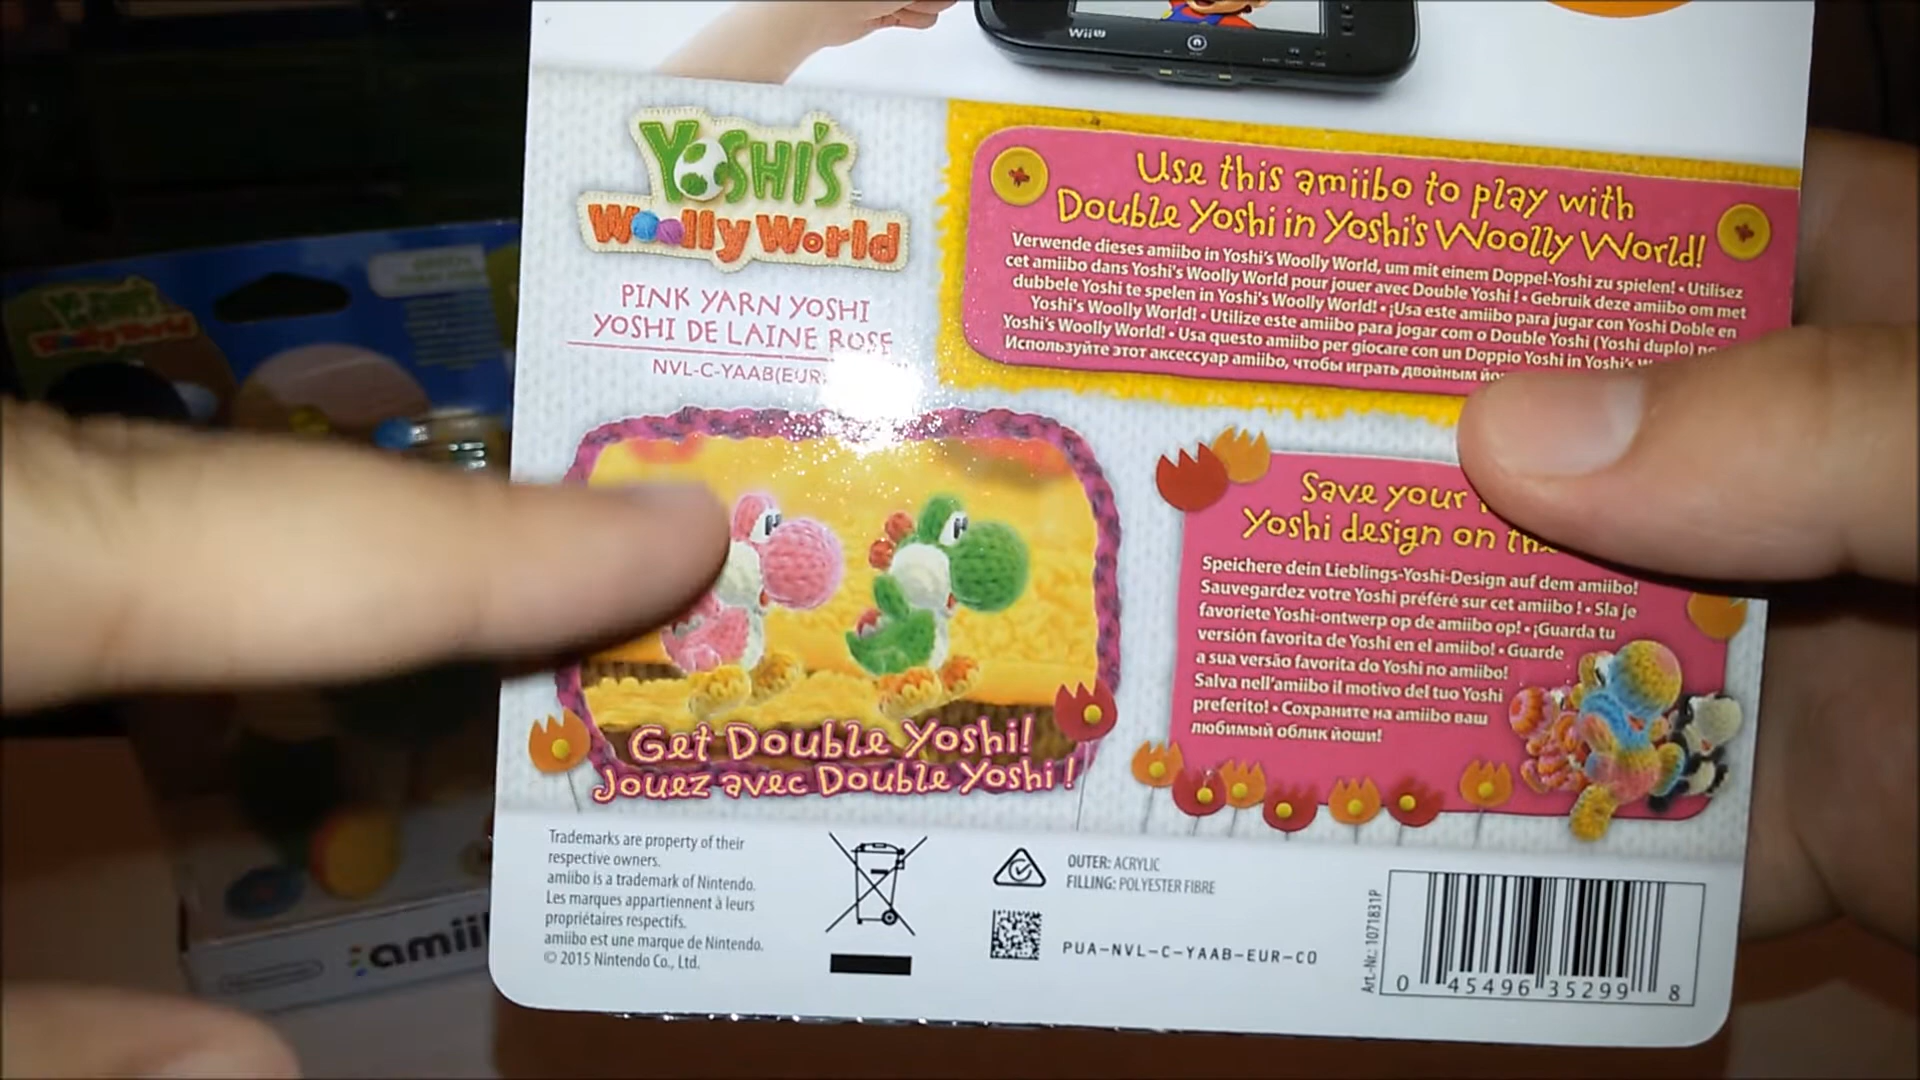 Wii U
YOSHI'S
Woolly World
PINK YARN YOSHI
YOSHI DE LAINE ROSE
NVL-C-YAAB(EUR)
Use this amiibo to play with
Double Yoshi in Yoshi's Woolly World!
Verwende dieses amiibo in Yoshi's Woolly World, um mit einem Doppel-Yoshi zu spielen! • Utilisez
cet amiibo dans Yoshi's Woolly World pour jouer avec Double Yoshi ! • Gebruik deze amiibo om met
dubbele Yoshi te spelen in Yoshi's Woolly World! • ¡Usa este amiibo para jugar con Yoshi Doble en
Yoshi's Woolly World! • Utilize este amiibo para jogar com o Double Yoshi (Yoshi duplo)
Yoshi's Woolly World! • Usa questo amiibo per giocare con un Doppio Yoshi in Yoshi's
Используйте этот аксессуар amiibo, чтобы играть двойным
Get Double Yoshi!
Jouez avec Double Yoshi !
Save your
Yoshi design on
Speichere dein Lieblings-Yoshi-Design auf dem amiibo!
Sauvegardez votre Yoshi préféré sur cet amiibo ! • Sla je
favoriete Yoshi-ontwerp op de amiibo op! • ¡Guarda tu
versión favorita de Yoshi en el amiibo! • Guarde
a sua versão favorita do Yoshi no amiibo!
Salva nell'amiibo il motivo del tuo Yoshi
preferito! • Сохраните на amiibo ваш
любимый облик йоши!
Trademarks are property of their
respective owners.
amiibo is a trademark of Nintendo.
Les marques appartiennent à leurs
propriétaires respectifs.
amiibo est une marque de Nintendo.
© 2015 Nintendo Co., Ltd.
OUTER: ACRYLIC
FILLING: POLYESTER FIBRE
PUA-NVL-C-YAAB-EUR-CO
Art.-Nr.: 1071831P
0 45496 35299 8
Woolly World
Nintendo